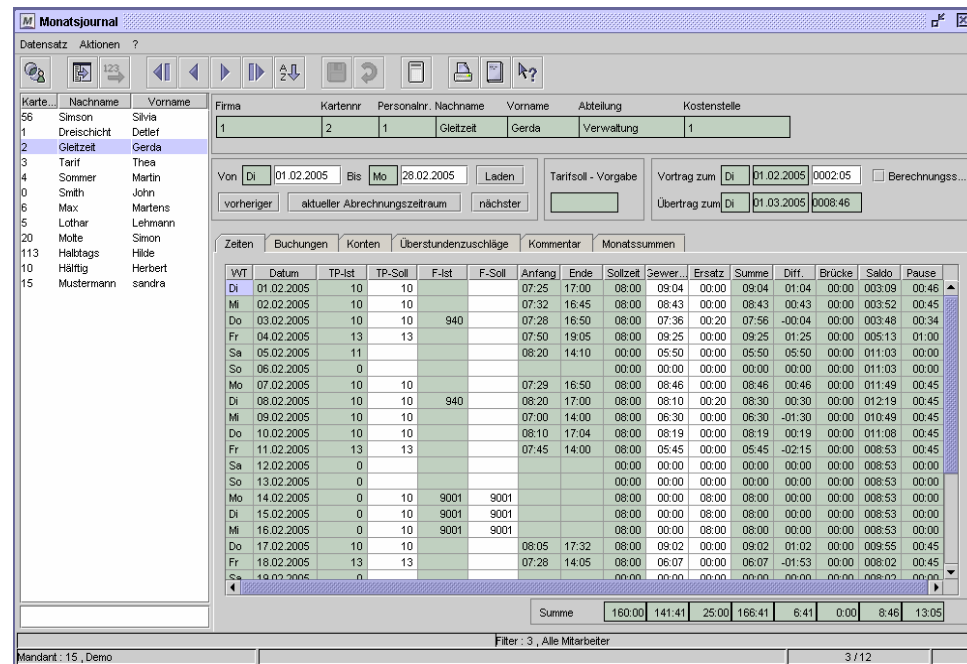 Monatsjournal
Datensatz Aktionen ?
Karte... Nachname Vorname
56 Simson Silvia
1 Dreischicht Detlef
2 Gleitzeit Gerda
3 Tarif Thea
4 Sommer Martin
0 Smith John
6 Max Martens
5 Lothar Lehmann
20 Molte Simon
113 Halbtags Hilde
10 Hälftig Herbert
15 Mustermann sandra
Firma Kartennr Personalnr. Nachname Vorname Abteilung Kostenstelle
1 2 1 Gleitzeit Gerda Verwaltung 1
Von Di 01.02.2005 Bis Mo 28.02.2005 Laden Tarifsoll - Vorgabe Vortrag zum Di 01.02.2005 0002:05 Berechnungss...
vorheriger aktueller Abrechnungszeitraum nächster Übertrag zum Di 01.03.2005 0008:46
Zeiten Buchungen Konten Überstundenzuschläge Kommentar Monatssummen
WT Datum TP-Ist TP-Soll F-Ist F-Soll Anfang Ende Sollzeit Gewer... Ersatz Summe Diff. Brücke Saldo Pause
Di 01.02.2005 10 10 07:25 17:00 08:00 09:04 00:00 09:04 01:04 00:00 003:09 00:46
Mi 02.02.2005 10 10 07:32 16:45 08:00 08:43 00:00 08:43 00:43 00:00 003:52 00:45
Do 03.02.2005 10 10 940 07:28 16:50 08:00 07:36 00:20 07:56 -00:04 00:00 003:48 00:34
Fr 04.02.2005 13 13 07:50 19:05 08:00 09:25 00:00 09:25 01:25 00:00 005:13 01:00
Sa 05.02.2005 11 08:20 14:10 00:00 05:50 00:00 05:50 05:50 00:00 011:03 00:00
So 06.02.2005 0 00:00 00:00 00:00 00:00 00:00 00:00 011:03 00:00
Mo 07.02.2005 10 10 07:29 16:50 08:00 08:46 00:00 08:46 00:46 00:00 011:49 00:45
Di 08.02.2005 10 10 940 08:20 17:00 08:00 08:10 00:20 08:30 00:30 00:00 012:19 00:45
Mi 09.02.2005 10 10 07:00 14:00 08:00 06:30 00:00 06:30 -01:30 00:00 010:49 00:45
Do 10.02.2005 10 10 08:10 17:04 08:00 08:19 00:00 08:19 00:19 00:00 011:08 00:45
Fr 11.02.2005 13 13 07:45 14:00 08:00 05:45 00:00 05:45 -02:15 00:00 008:53 00:45
Sa 12.02.2005 0 00:00 00:00 00:00 00:00 00:00 00:00 008:53 00:00
So 13.02.2005 0 00:00 00:00 00:00 00:00 00:00 00:00 008:53 00:00
Mo 14.02.2005 0 10 9001 9001 08:00 00:00 08:00 08:00 00:00 00:00 008:53 00:00
Di 15.02.2005 0 10 9001 9001 08:00 00:00 08:00 08:00 00:00 00:00 008:53 00:00
Mi 16.02.2005 0 10 9001 9001 08:00 00:00 08:00 08:00 00:00 00:00 008:53 00:00
Do 17.02.2005 10 10 08:05 17:32 08:00 09:02 00:00 09:02 01:02 00:00 009:55 00:45
Fr 18.02.2005 13 13 07:28 14:05 08:00 06:07 00:00 06:07 -01:53 00:00 008:02 00:45
Sa 19.02.2005 0 00:00 00:00 00:00 00:00 00:00 00:00 008:02 00:00
Summe 160:00 141:41 25:00 166:41 6:41 0:00 8:46 13:05
Filter : 3 , Alle Mitarbeiter
Mandant : 15 , Demo 3 / 12